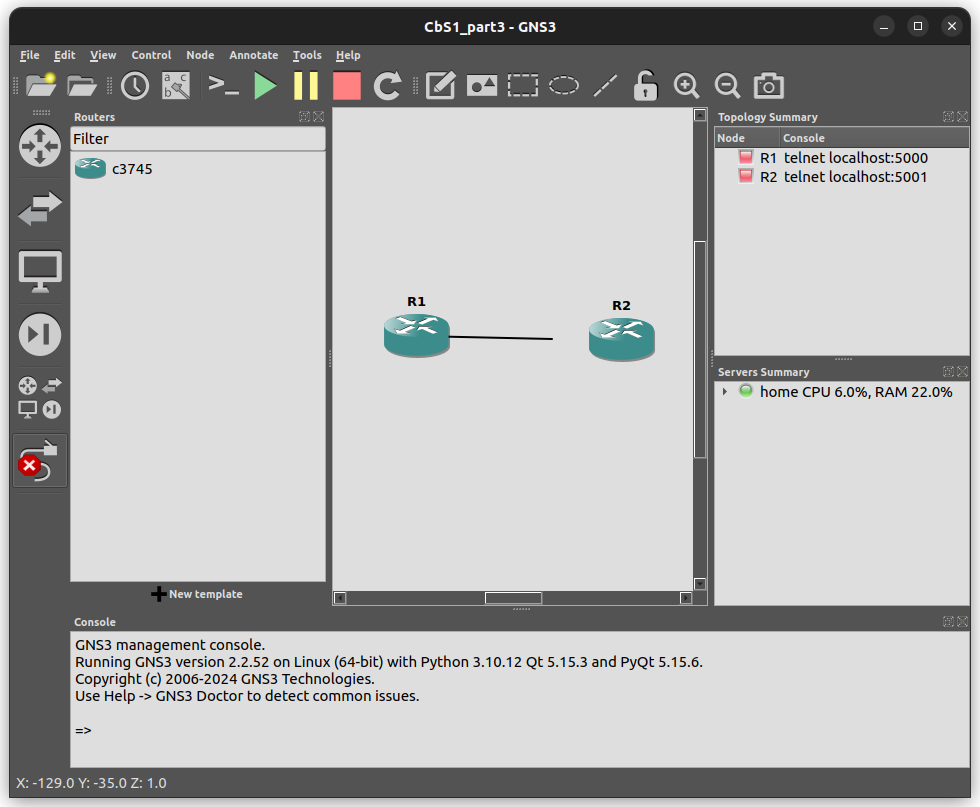 CbS1_part3 - GNS3
File Edit View Control Node Annotate Tools Help
Routers
Filter
c3745
New template
R1
R2
Topology Summary
Node Console
R1 telnet localhost:5000
R2 telnet localhost:5001
Servers Summary
home CPU 6.0%, RAM 22.0%
Console
GNS3 management console.
Running GNS3 version 2.2.52 on Linux (64-bit) with Python 3.10.12 Qt 5.15.3 and PyQt 5.15.6.
Copyright (c) 2006-2024 GNS3 Technologies.
Use Help -> GNS3 Doctor to detect common issues.
=>
X: -129.0 Y: -35.0 Z: 1.0